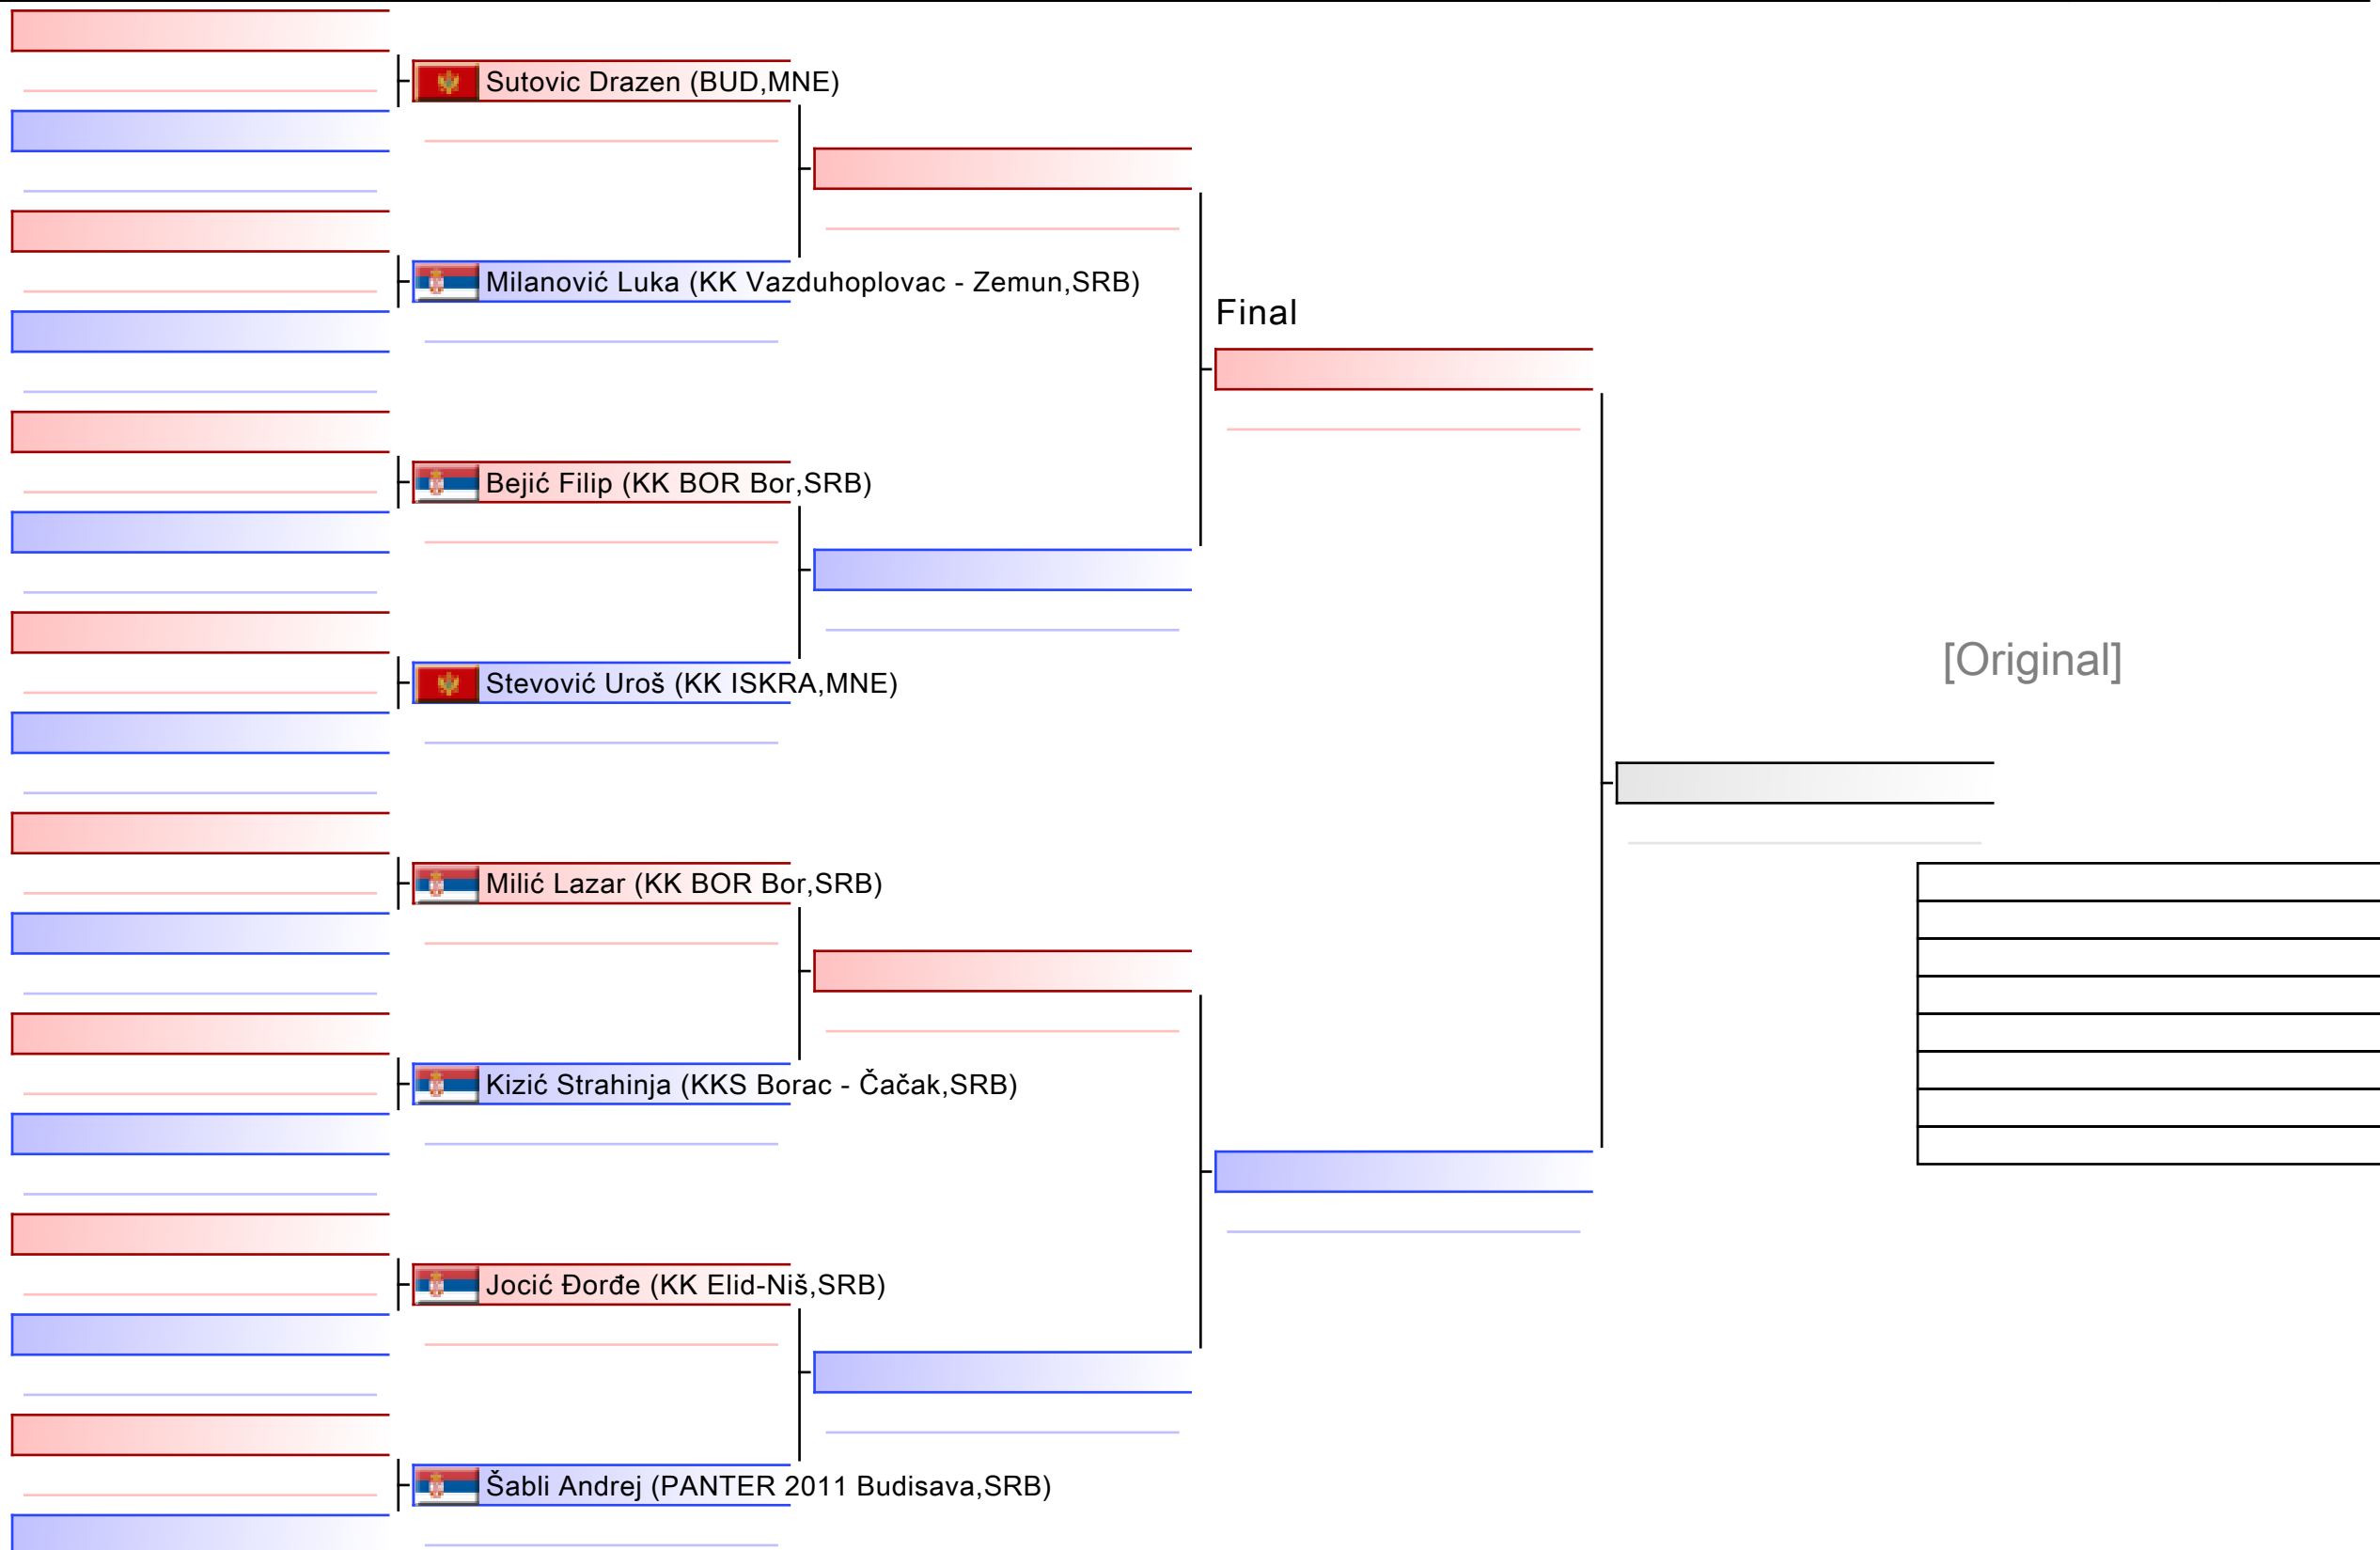 Sutovic Drazen (BUD,MNE)
Milanović Luka (KK Vazduhoplovac - Zemun,SRB)
Final
Bejić Filip (KK BOR Bor,SRB)
Stevović Uroš (KK ISKRA,MNE)
[Original]
Milić Lazar (KK BOR Bor,SRB)
Kizić Strahinja (KKS Borac - Čačak,SRB)
Jocić Đorđe (KK Elid-Niš,SRB)
Šabli Andrej (PANTER 2011 Budisava,SRB)